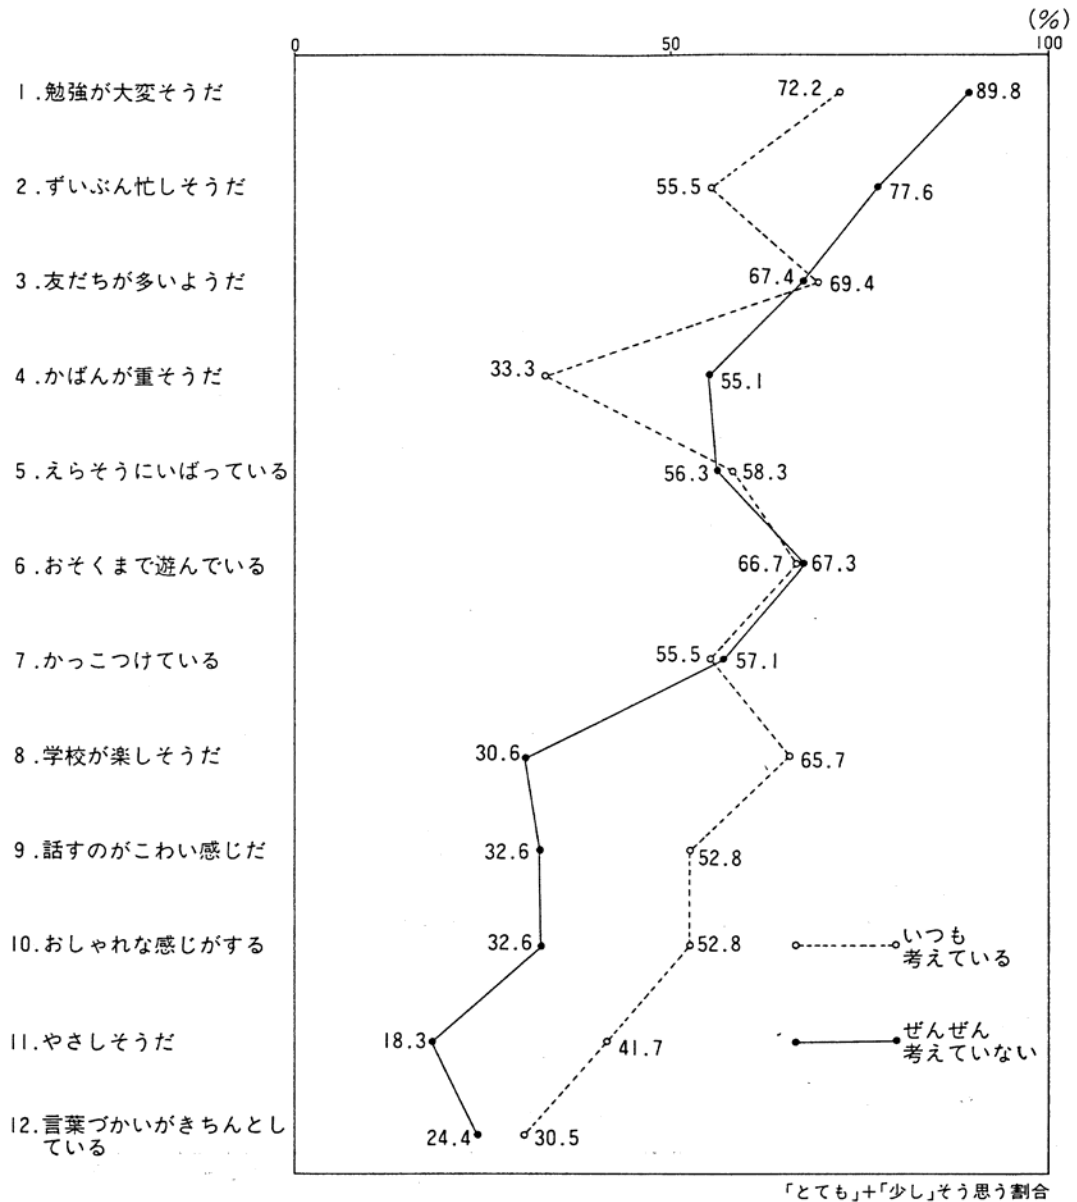 (%)
0 50 100
1.勉強が大変そうだ 72.2 89.8
2.ずいぶん忙しそうだ 55.5 77.6
3.友だちが多いようだ 67.4 69.4
4.かばんが重そうだ 33.3 55.1
5.えらそうにいばっている 56.3 58.3
6.おそくまで遊んでいる 66.7 67.3
7.かっこつけている 55.5 57.1
8.学校が楽しそうだ 30.6 65.7
9.話すのがこわい感じだ 32.6 52.8
10.おしゃれな感じがする 32.6 52.8
いつも
考えている
11.やさしそうだ 18.3 41.7
ぜんぜん
考えていない
12.言葉づかいがきちんとし
ている 24.4 30.5
「とても」+「少し」そう思う割合